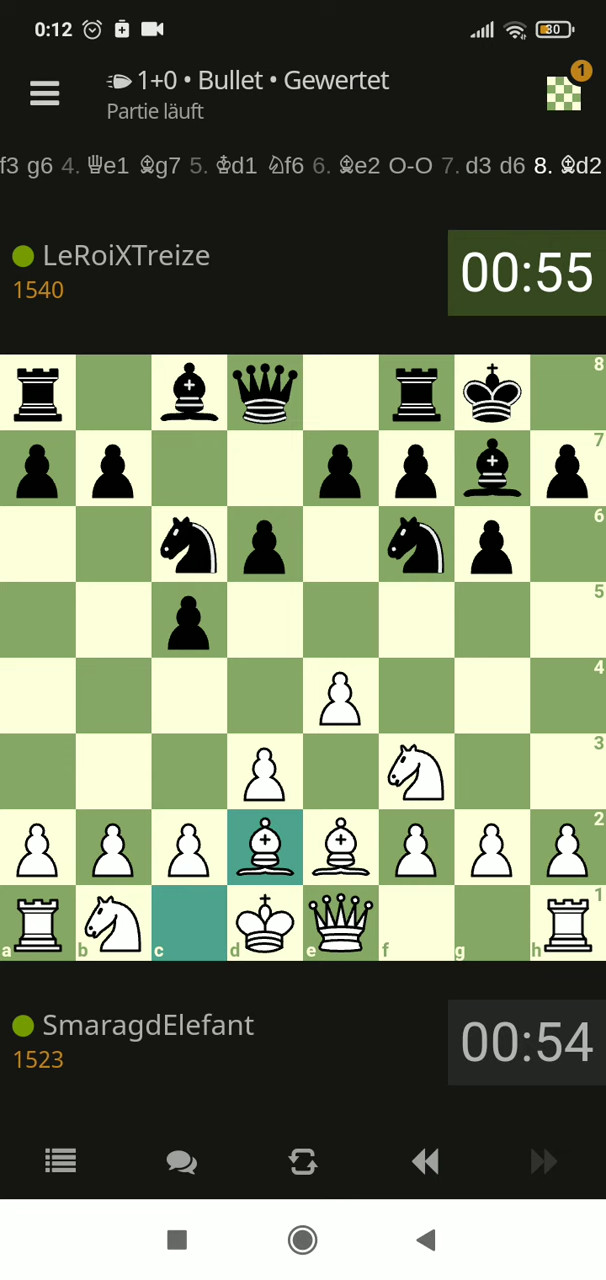 0:12
30
1+0 • Bullet • Gewertet
1
Partie läuft
f3 g6 4. ♕e1 ♗g7 5. ♔d1 ♘f6 6. ♗e2 O-O 7. d3 d6 8. ♗d2
LeRoiXTreize
1540
00:55
8
7
6
5
4
3
2
1
a b c d e f g h
SmaragdElefant
1523
00:54